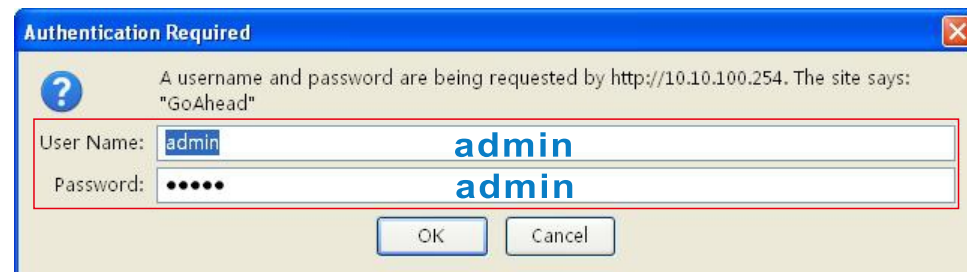 Authentication Required
A username and password are being requested by http://10.10.100.254. The site says:
"GoAhead"
User Name: admin admin
Password: ●●●●● admin
OK Cancel